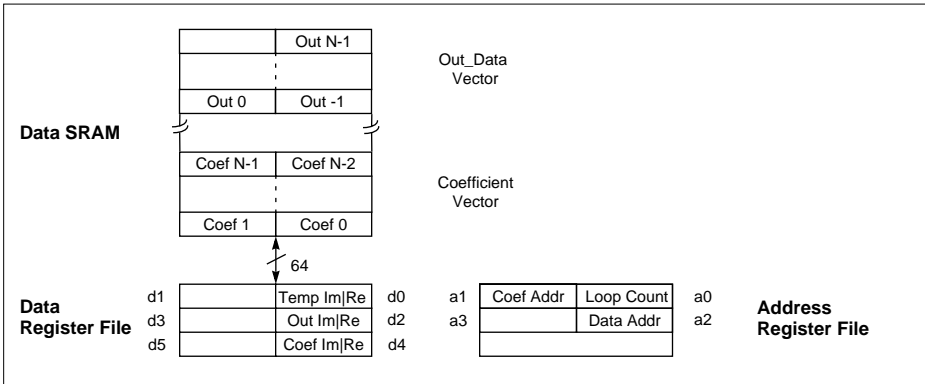 Out N-1
Out_Data
Vector
Out 0 Out -1
Data SRAM
Coef N-1 Coef N-2
Coefficient
Vector
Coef 1 Coef 0
64
Data
Register File
d1 Temp Im|Re d0 a1 Coef Addr Loop Count a0
d3 Out Im|Re d2 a3 Data Addr a2
d5 Coef Im|Re d4
Address
Register File